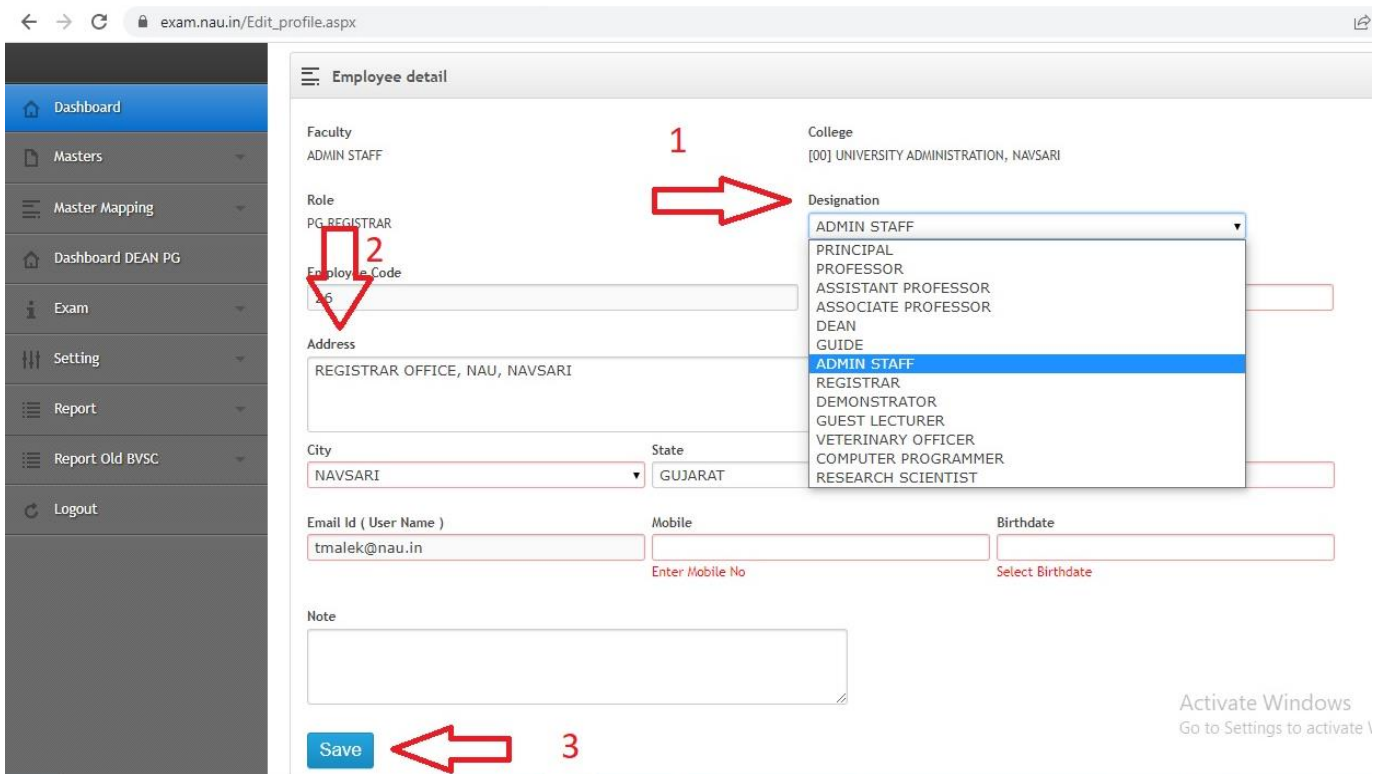 exam.nau.in/Edit_profile.aspx
Dashboard
Masters
Master Mapping
Dashboard DEAN PG
Exam
Setting
Report
Report Old BVSC
Logout
Employee detail
Faculty
ADMIN STAFF
1
College
[00] UNIVERSITY ADMINISTRATION, NAVSARI
Role
PG REGISTRAR
2
Designation
ADMIN STAFF
PRINCIPAL
PROFESSOR
ASSISTANT PROFESSOR
ASSOCIATE PROFESSOR
DEAN
GUIDE
ADMIN STAFF
REGISTRAR
DEMONSTRATOR
GUEST LECTURER
VETERINARY OFFICER
COMPUTER PROGRAMMER
RESEARCH SCIENTIST
Employee Code
26
Address
REGISTRAR OFFICE, NAU, NAVSARI
City
NAVSARI
State
GUJARAT
Email Id ( User Name )
tmalek@nau.in
Mobile
Enter Mobile No
Birthdate
Select Birthdate
Note
Save
3
Activate Windows
Go to Settings to activate